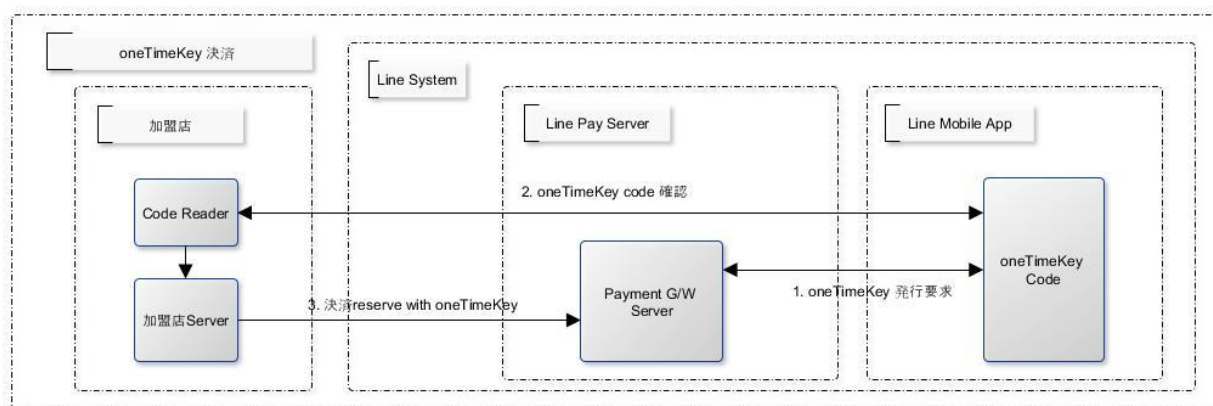 oneTimeKey 決済
Line System
加盟店
Line Pay Server
Line Mobile App
2. oneTimeKey code 確認
Code Reader
oneTimeKey
Code
Payment G/W
Server
1. oneTimeKey 発行要求
3. 決済reserve with oneTimeKey
加盟店Server